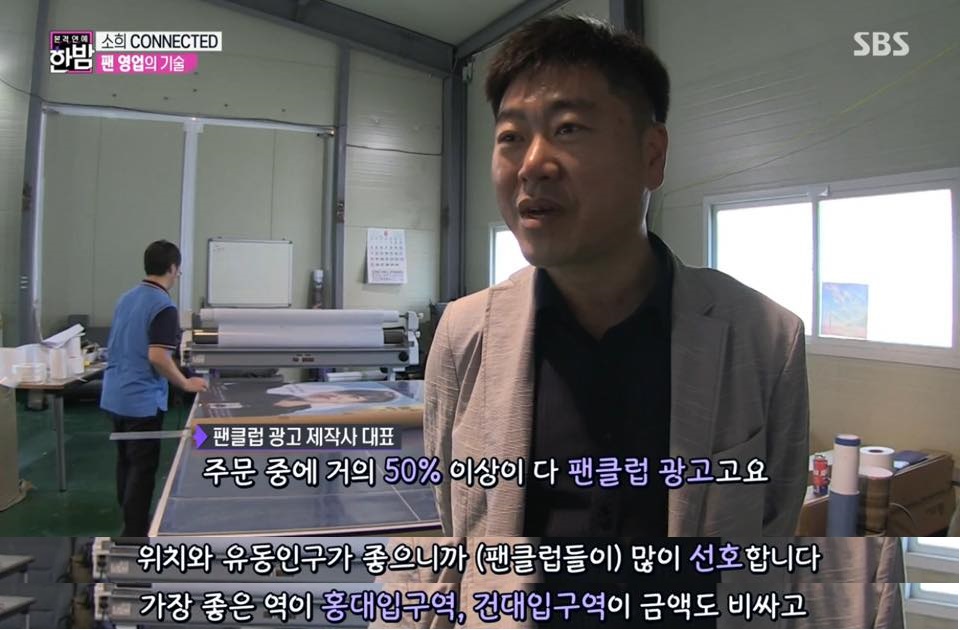 본격연예
한밤
소희 CONNECTED
팬 영업의 기술
SBS
팬클럽 광고 제작사 대표
주문 중에 거의 50% 이상이 다 팬클럽 광고고요
위치와 유동인구가 좋으니까 (팬클럽들이) 많이 선호합니다
가장 좋은 역이 홍대입구역, 건대입구역이 금액도 비싸고